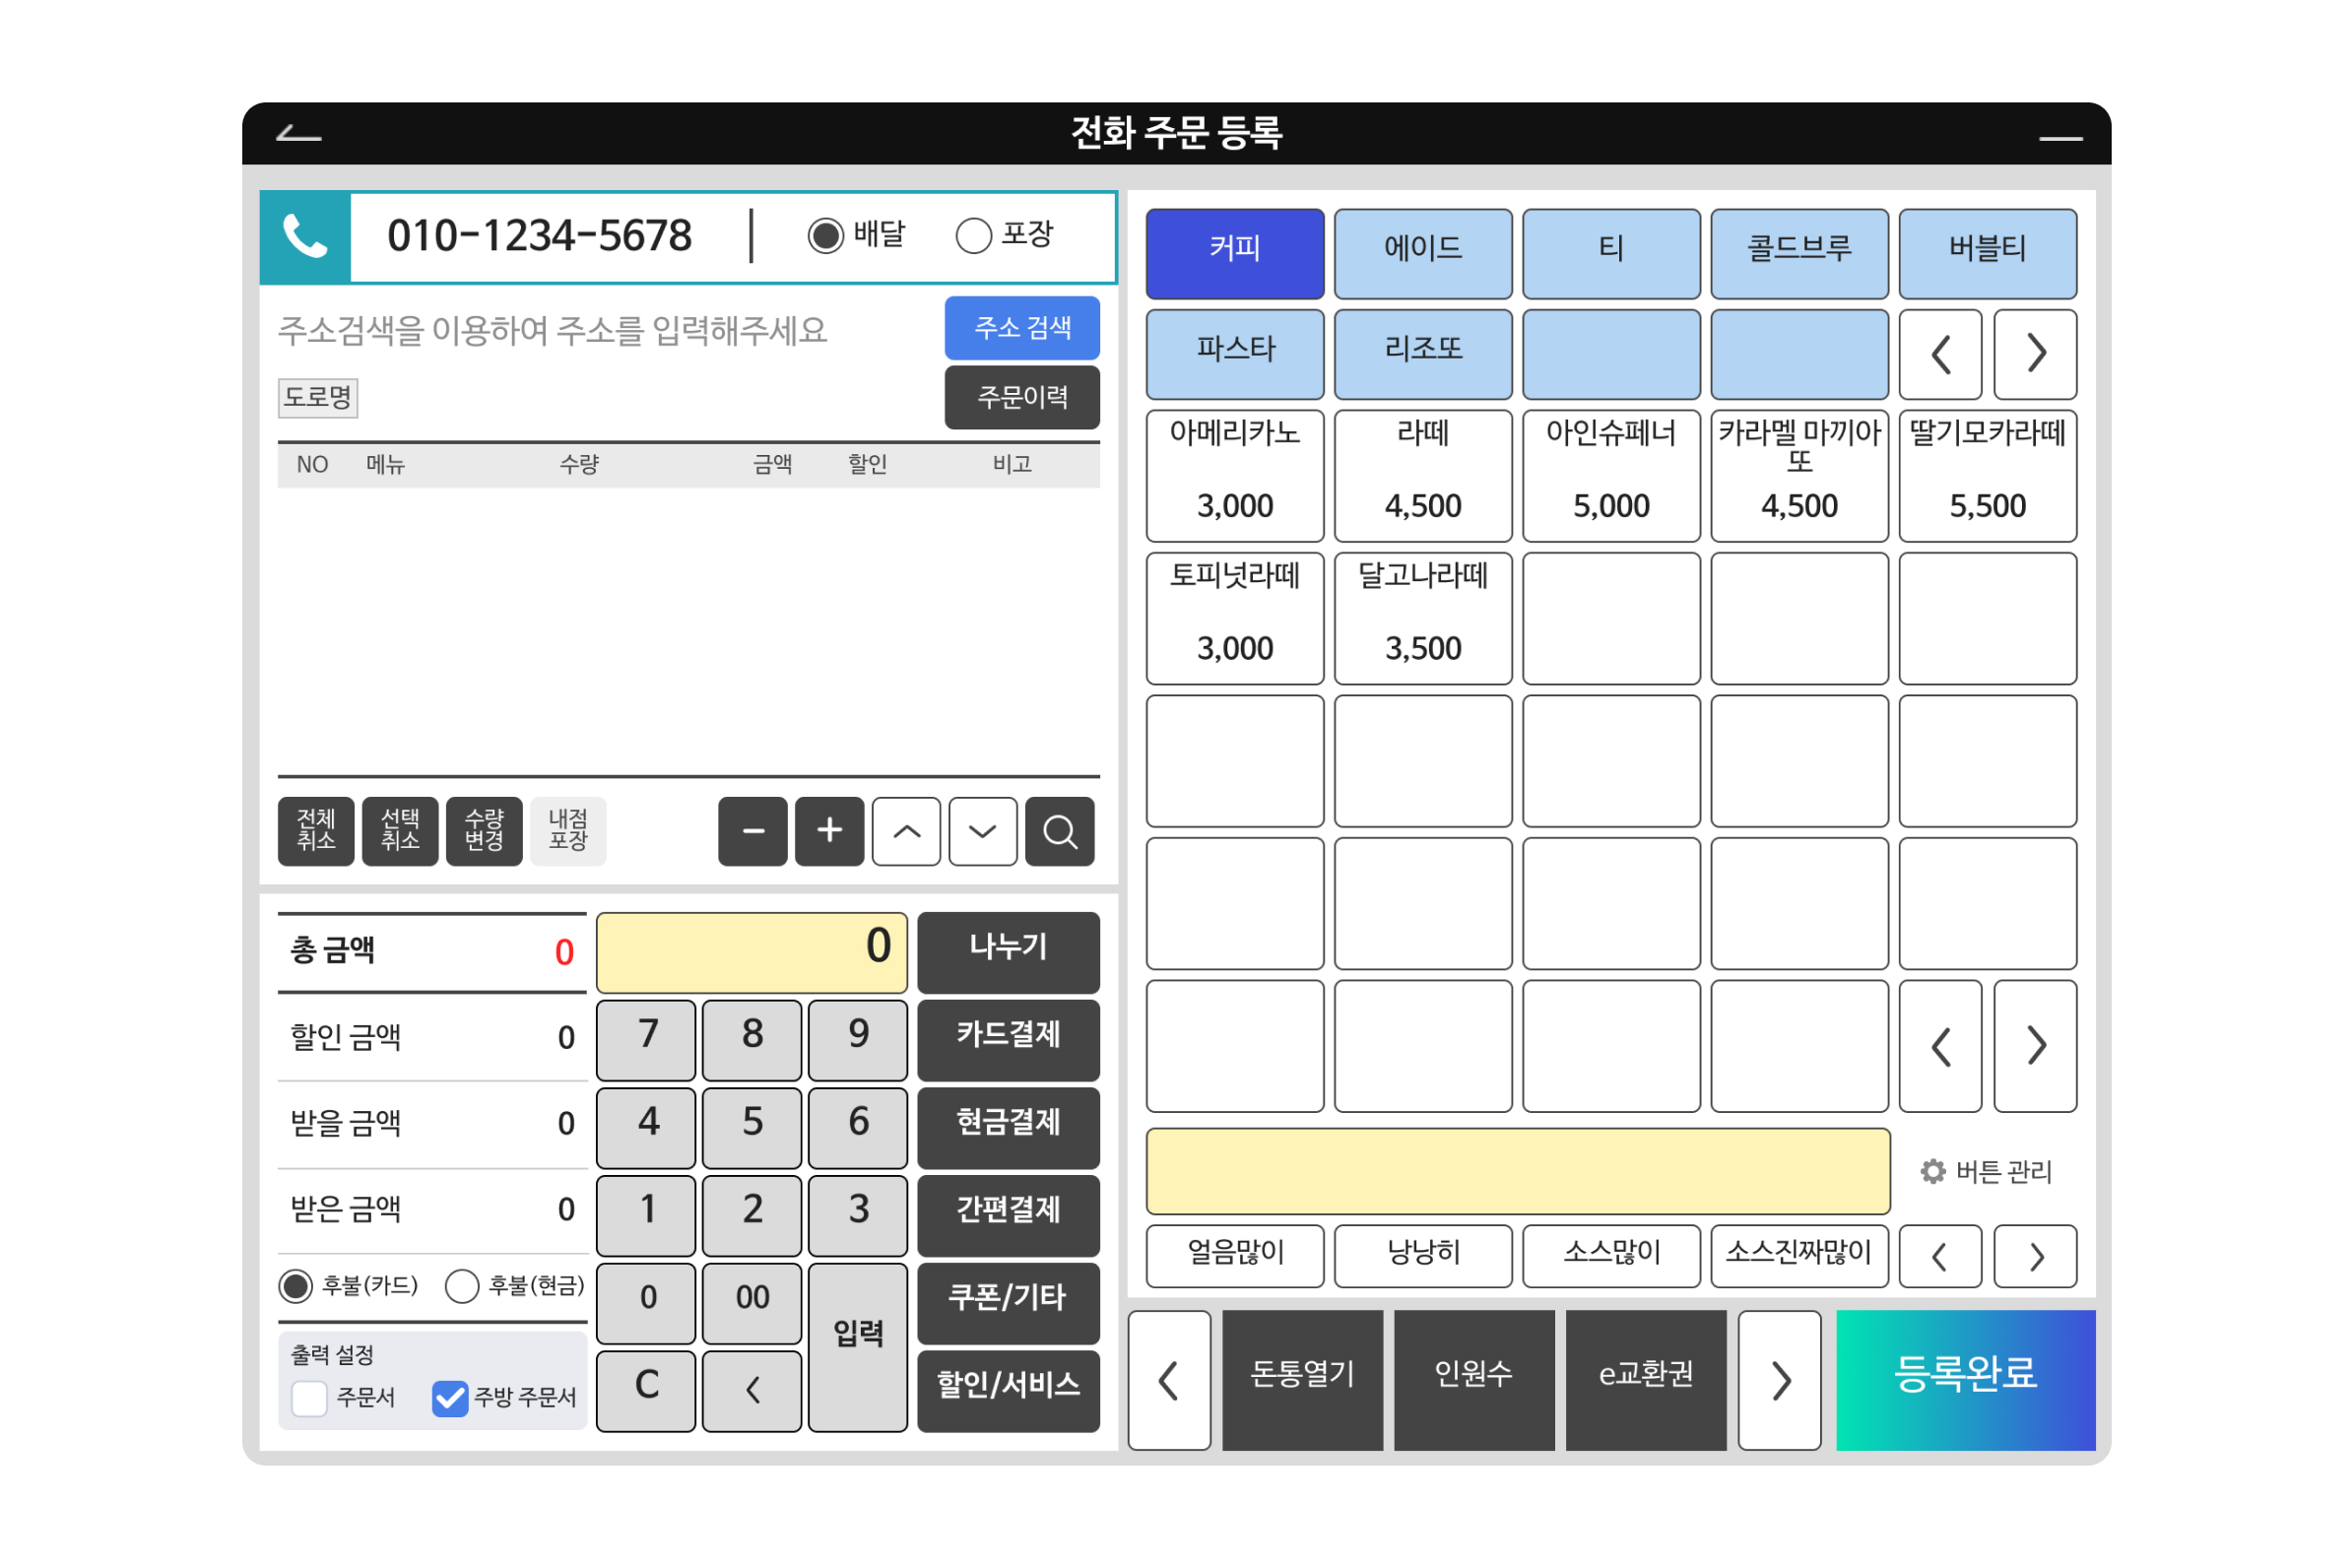 전화 주문 등록
010-1234-5678
배달
포장
주소검색을 이용하여 주소를 입력해주세요
주소 검색
도로명
주문이력
NO 메뉴 수량 금액 할인 비고
전체
취소
선택
취소
수량
변경
내점
포장
총 금액 0
할인 금액 0
받을 금액 0
받은 금액 0
후불(카드) 후불(현금)
출력 설정
주문서 주방 주문서
0
7 8 9
4 5 6
1 2 3
0 00
입력
C
나누기
카드결제
현금결제
간편결제
쿠폰/기타
할인/서비스
커피 에이드 티 콜드브루 버블티
파스타 리조또
아메리카노
3,000
라떼
4,500
아인슈페너
5,000
카라멜 마끼아
또
4,500
딸기모카라떼
5,500
토피넛라떼
3,000
달고나라떼
3,500
버튼 관리
얼음많이 낭낭히 소스많이 소스진짜많이
돈통열기 인원수 e교환권
등록완료